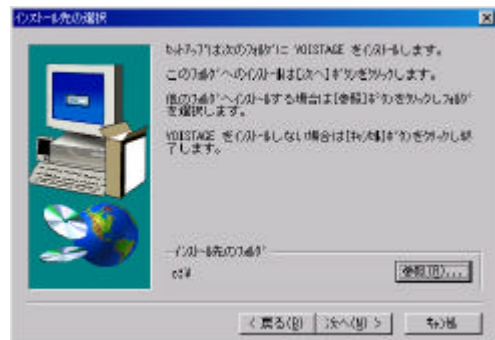 インストール先の選択
セットアップは次のフォルダに VOISTAGE をインストールします。
このフォルダへのインストールは[次へ]ボタンをクリックします。
他のフォルダへインストールする場合は[参照]ボタンをクリックしフォルダ
を選択します。
VOISTAGE をインストールしない場合は[キャンセル]ボタンをクリックし終
了します。
インストール先のフォルダ
参照(R)...
< 戻る(B)
次へ(N) >
キャンセル